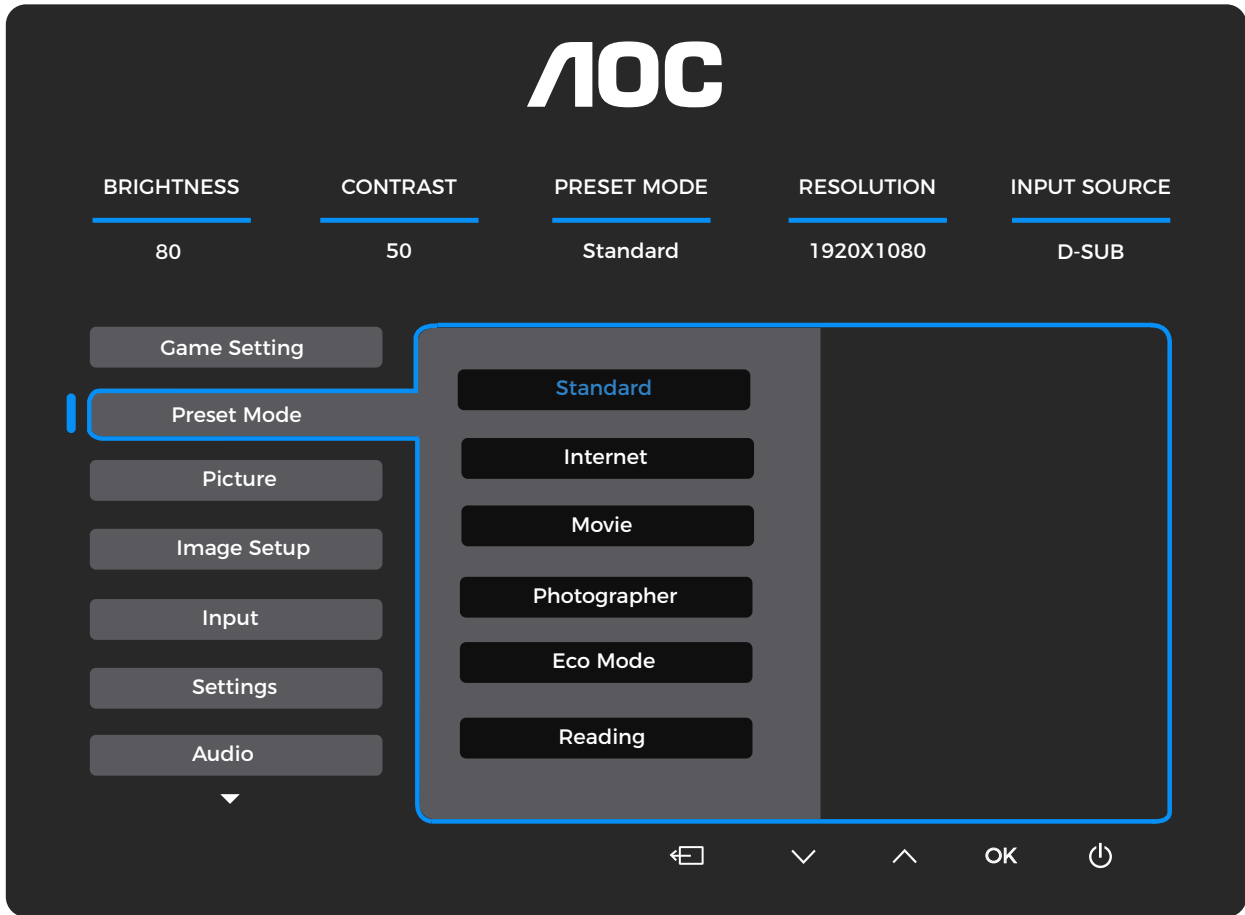 AOC
BRIGHTNESS CONTRAST PRESET MODE RESOLUTION INPUT SOURCE
80 50 Standard 1920X1080 D-SUB
Game Setting
Preset Mode
Picture
Image Setup
Input
Settings
Audio
Standard
Internet
Movie
Photographer
Eco Mode
Reading
OK